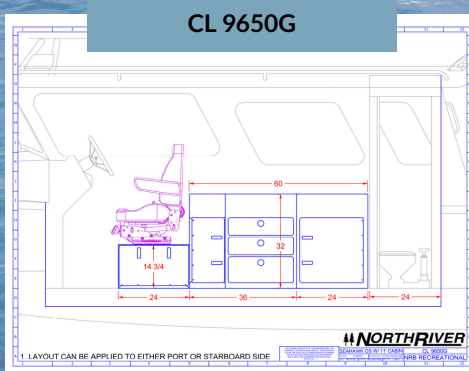 CL 9650G
60
32
14 3/4
24
36
24
24
NORTHRIVER
SEAHAWK OS W/ 11' CABIN
CL 9650G
NRB RECREATIONAL
1. LAYOUT CAN BE APPLIED TO EITHER PORT OR STARBOARD SIDE